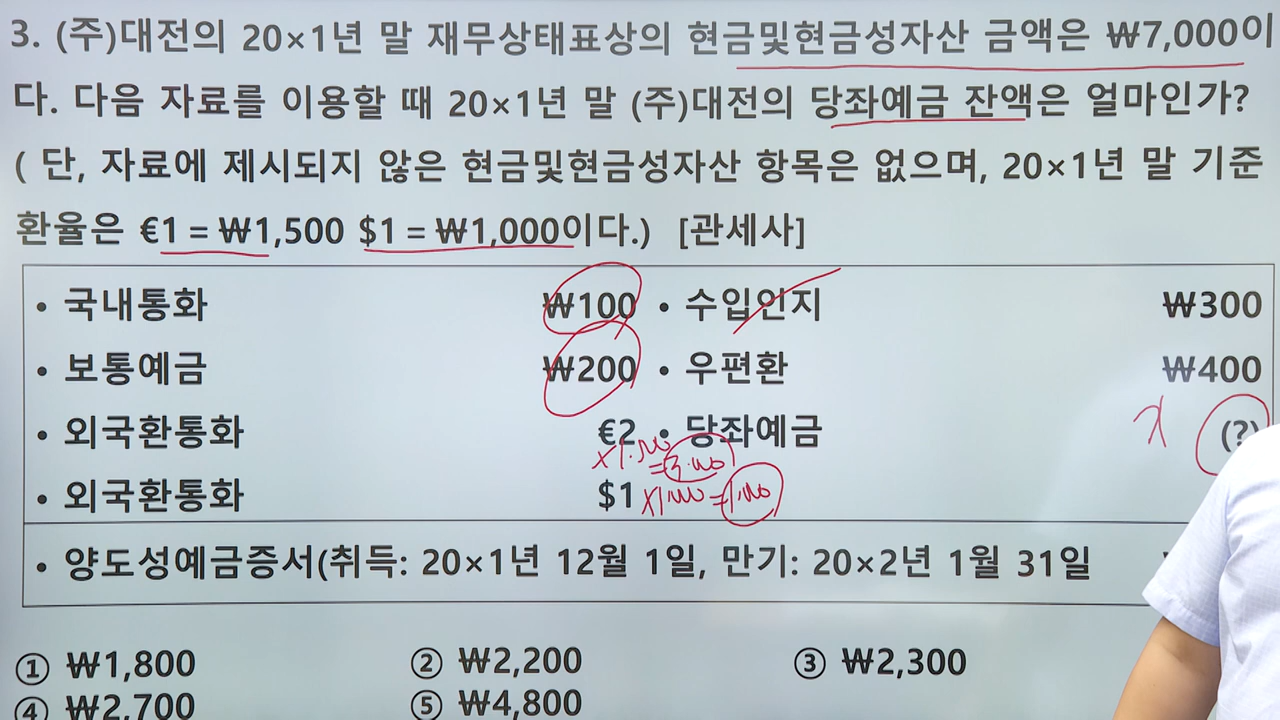 3. (주)대전의 20×1년 말 재무상태표상의 현금및현금성자산 금액은 ₩7,000이
다. 다음 자료를 이용할 때 20×1년 말 (주)대전의 당좌예금 잔액은 얼마인가?
( 단, 자료에 제시되지 않은 현금및현금성자산 항목은 없으며, 20×1년 말 기준
환율은 €1 = ₩1,500 $1 = ₩1,000이다.) [관세사]
• 국내통화 ₩100 • 수입인지 ₩300
• 보통예금 ₩200 • 우편환 ₩400
• 외국환통화 €2 • 당좌예금 (?)
• 외국환통화 $1
• 양도성예금증서(취득: 20×1년 12월 1일, 만기: 20×2년 1월 31일
① ₩1,800 ② ₩2,200 ③ ₩2,300
④ ₩2,700 ⑤ ₩4,800